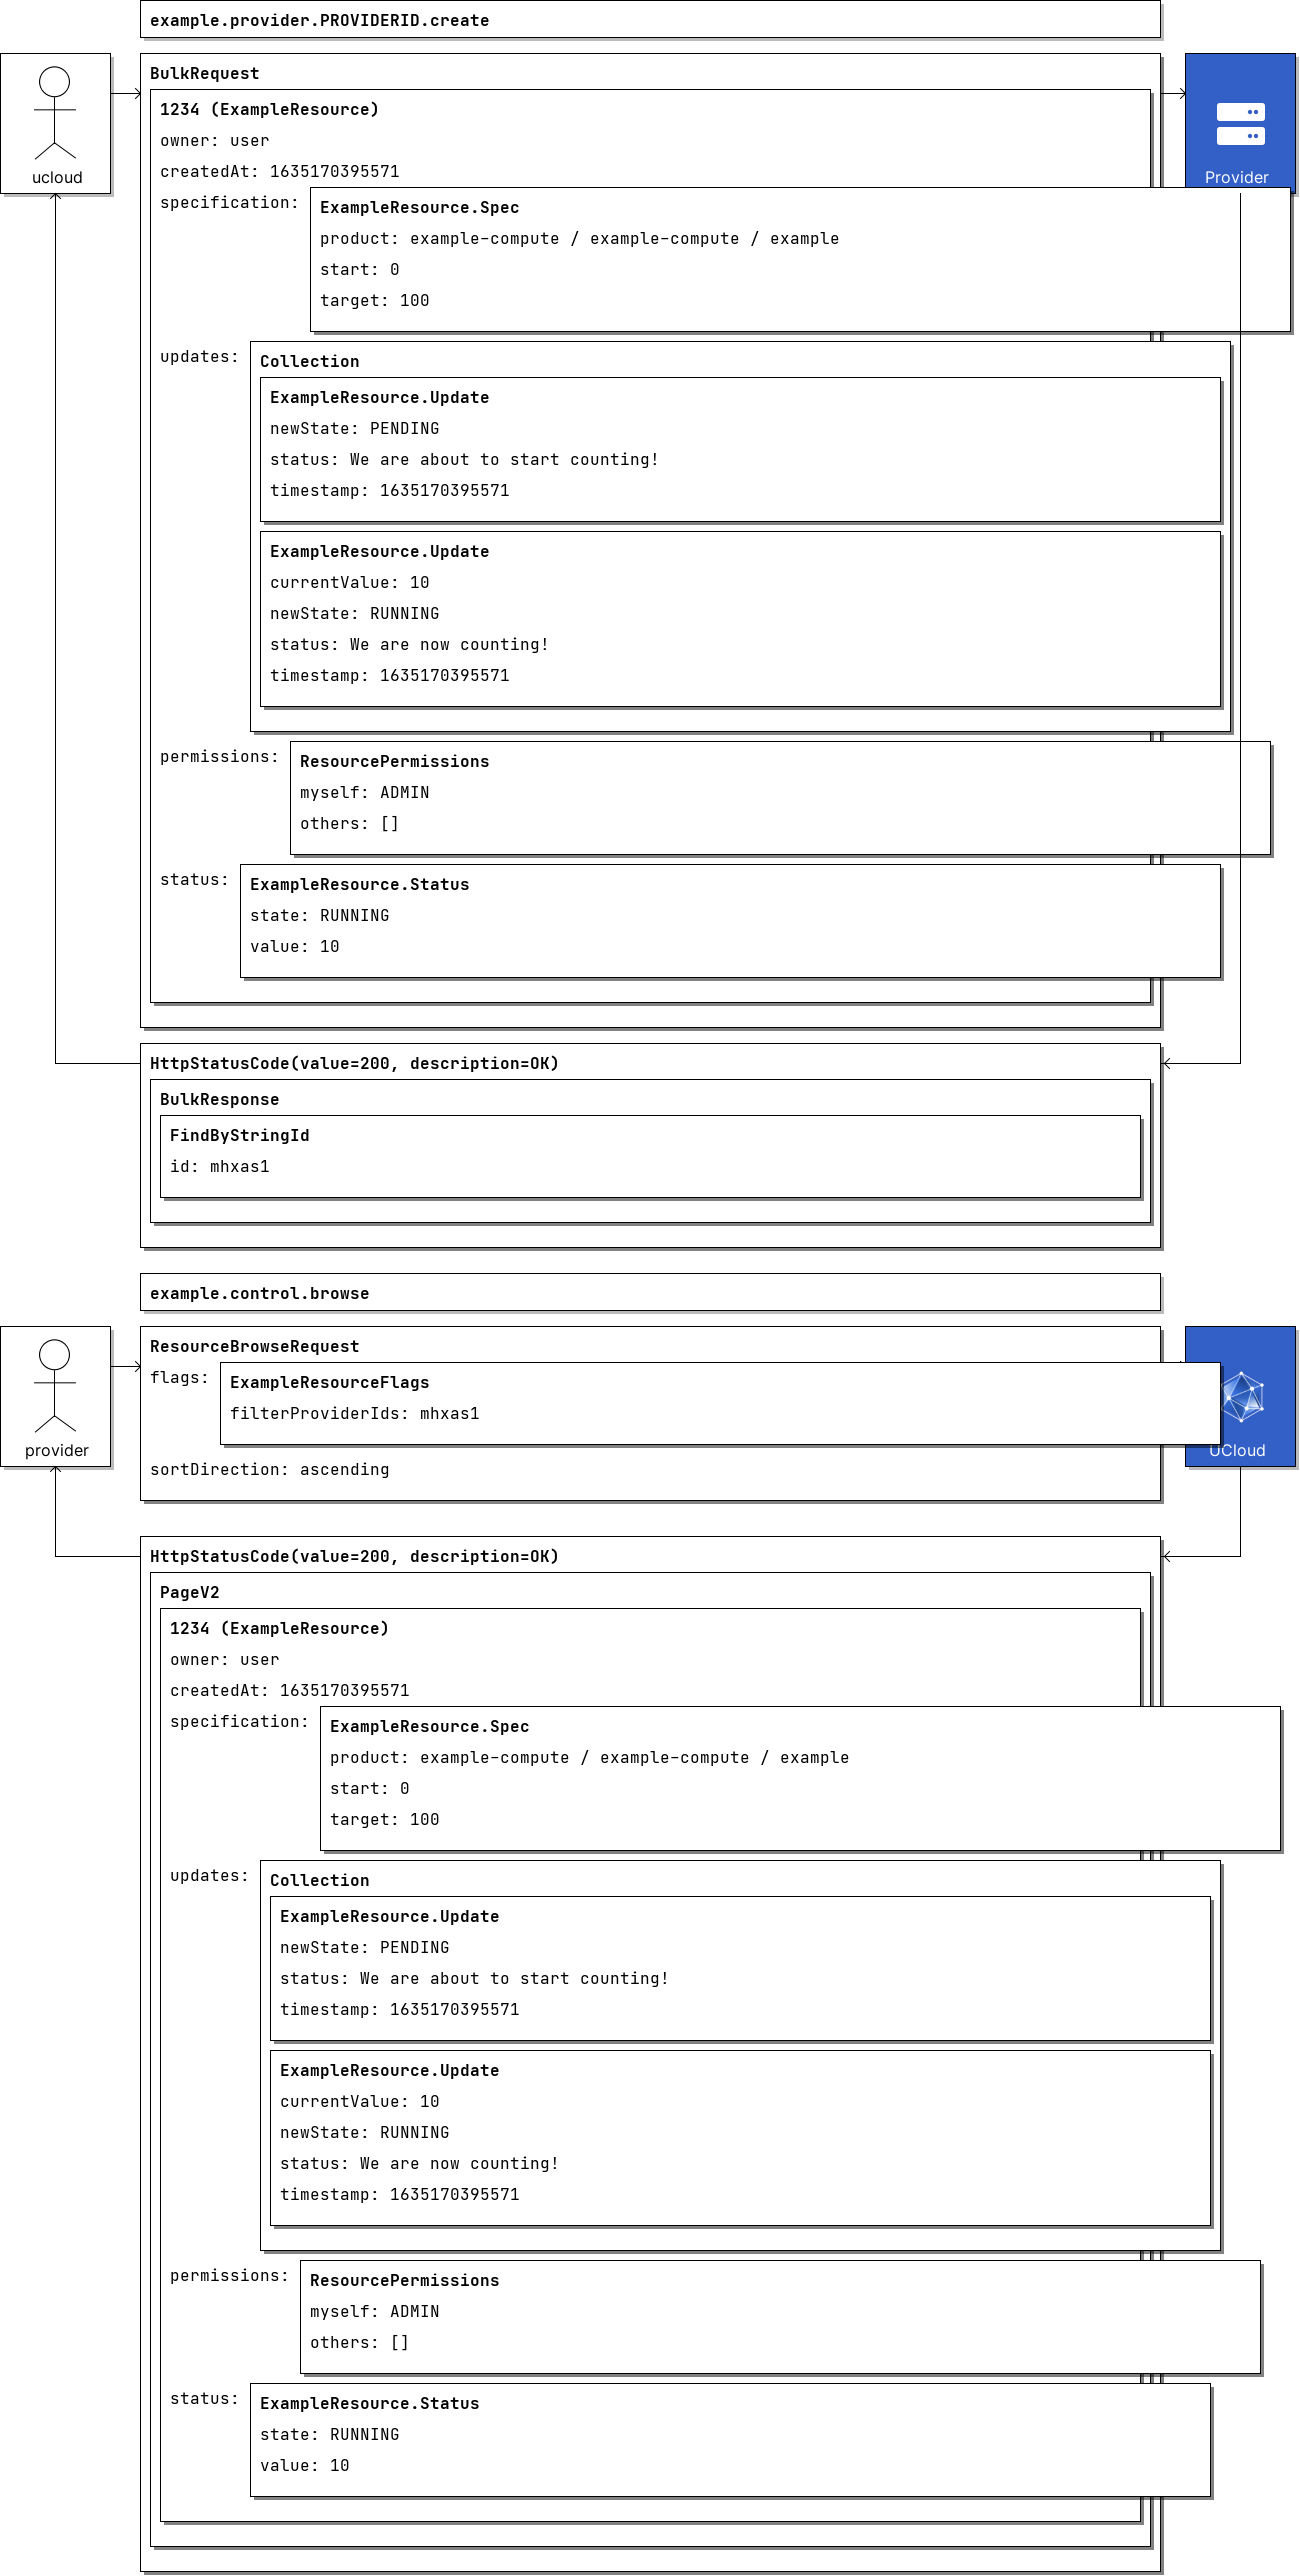 example.provider.PROVIDERID.create
BulkRequest
1234 (ExampleResource)
owner: user
createdAt: 1635170395571
ucloud
Provider
specification:
ExampleResource.Spec
product: example-compute / example-compute / example
start: 0
target: 100
updates:
Collection
ExampleResource.Update
newState: PENDING
status: We are about to start counting!
timestamp: 1635170395571
ExampleResource.Update
currentValue: 10
newState: RUNNING
status: We are now counting!
timestamp: 1635170395571
permissions:
ResourcePermissions
myself: ADMIN
others: []
status:
ExampleResource.Status
state: RUNNING
value: 10
HttpStatusCode(value=200, description=OK)
BulkResponse
FindByStringId
id: mhxas1
example.control.browse
ResourceBrowseRequest
flags:
ExampleResourceFlags
filterProviderIds: mhxas1
provider
UCloud
sortDirection: ascending
HttpStatusCode(value=200, description=OK)
PageV2
1234 (ExampleResource)
owner: user
createdAt: 1635170395571
specification:
ExampleResource.Spec
product: example-compute / example-compute / example
start: 0
target: 100
updates:
Collection
ExampleResource.Update
newState: PENDING
status: We are about to start counting!
timestamp: 1635170395571
ExampleResource.Update
currentValue: 10
newState: RUNNING
status: We are now counting!
timestamp: 1635170395571
permissions:
ResourcePermissions
myself: ADMIN
others: []
status:
ExampleResource.Status
state: RUNNING
value: 10